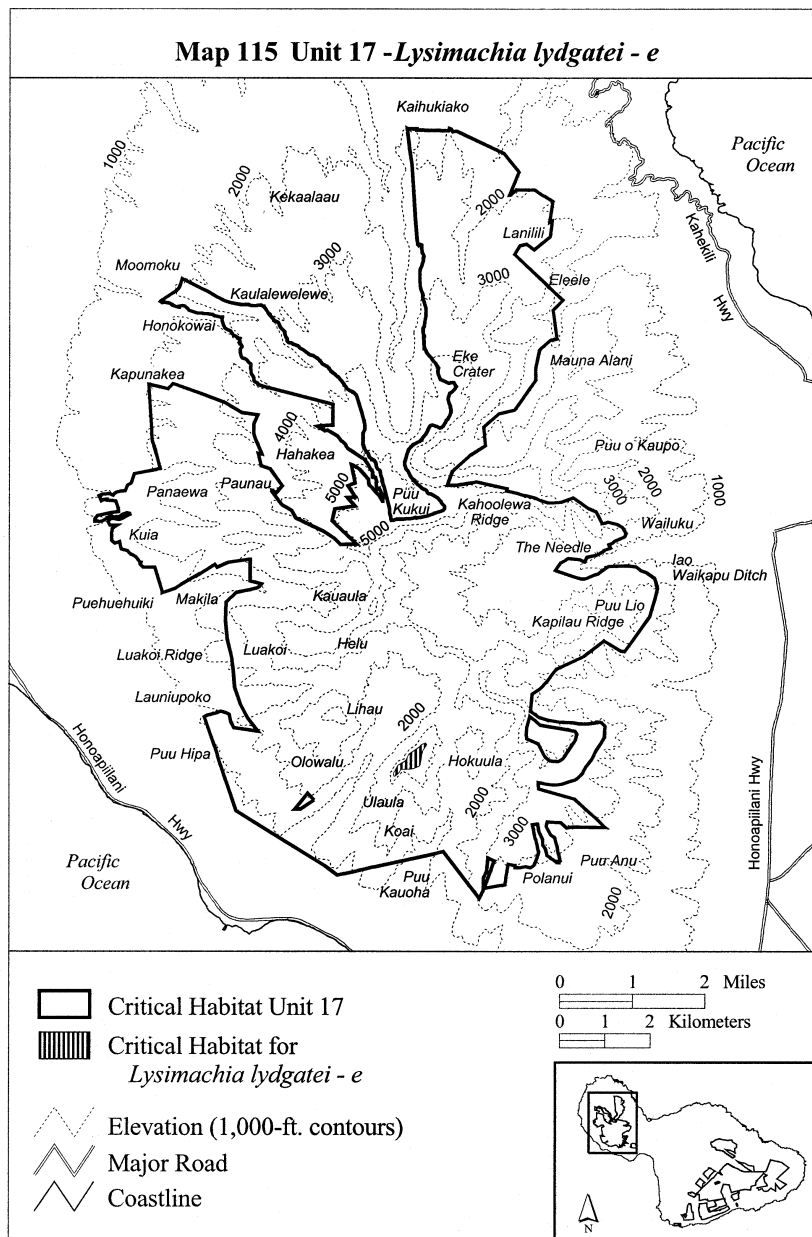 Map 115 Unit 17 -Lysimachia lydgatei - e
Kaihukiako
Pacific
Ocean
1000
2000
Kekaalaau
2000
Lanilili
Kahekili
Hwy
3000
Moomoku
Kaulalewelewe
3000
Eleele
Honokowai
Eke
Crater
Mauna Alani
Kapunakea
4000
Hahakea
Puu o Kaupo
Panaewa
Paunau
5000
Puu
Kukui
Kahoolewa
Ridge
3000
2000
1000
Wailuku
Kuia
5000
The Needle
Iao
Waikapu Ditch
Puehuehuiki
Makila
Kauaula
Puu Lio
Kapilau Ridge
Luakoi Ridge
Luakoi
Helu
Launiupoko
Lihau
2000
Honoapiilani
Hwy
Puu Hipa
Olowalu
Hokuula
Ulaula
2000
Koai
3000
Honoapiilani Hwy
Pacific
Ocean
Puu
Kauoha
Polanui
Puu Anu
2000
Critical Habitat Unit 17
Critical Habitat for
Lysimachia lydgatei - e
Elevation (1,000-ft. contours)
Major Road
Coastline
0 1 2 Miles
0 1 2 Kilometers
N